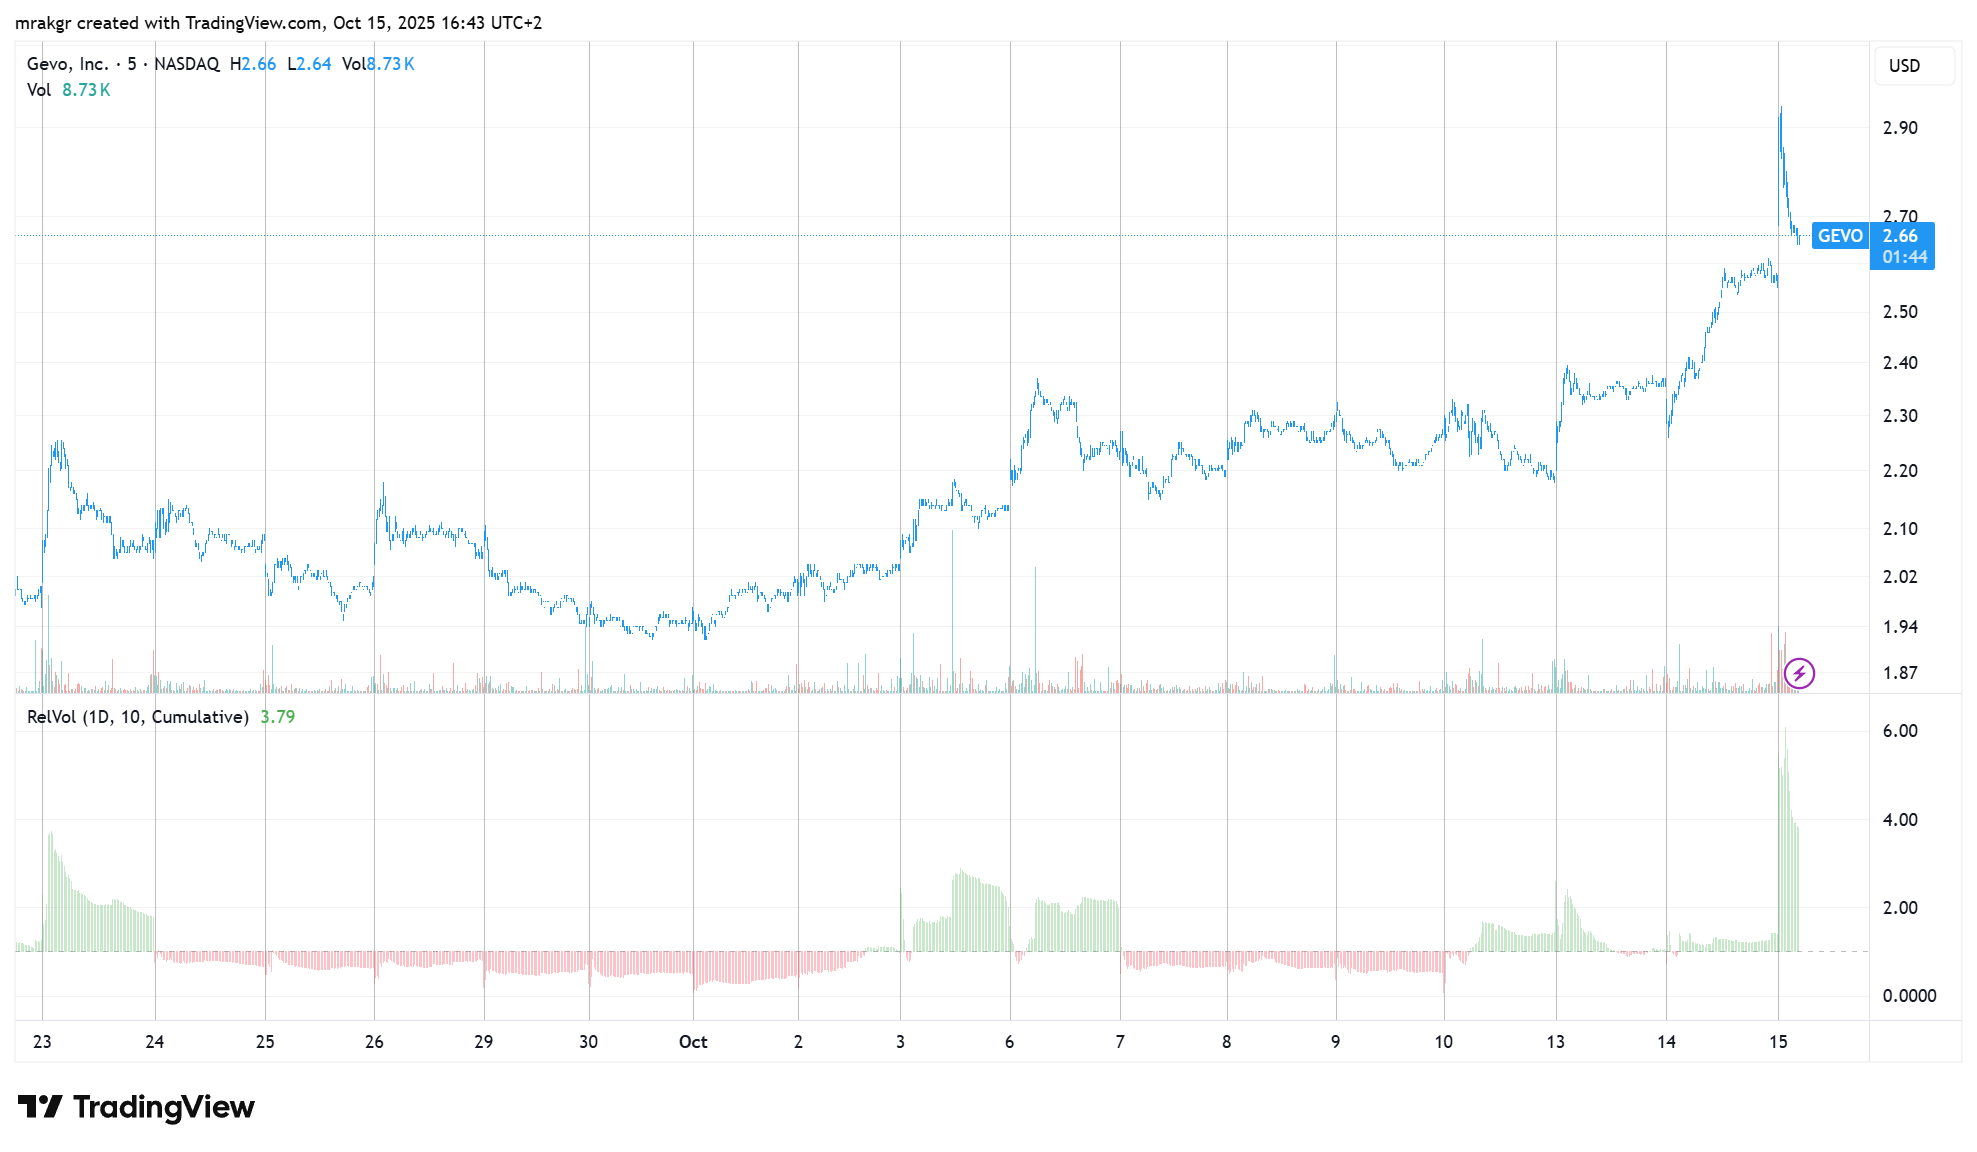 mrakgr created with TradingView.com, Oct 15, 2025 16:43 UTC+2
Gevo, Inc. · 5 · NASDAQ H2.66 L2.64 Vol8.73K
USD
Vol 8.73K
2.90
2.70
GEVO 2.66
01:44
2.50
2.40
2.30
2.20
2.10
2.02
1.94
1.87
RelVol (1D, 10, Cumulative) 3.79
6.00
4.00
2.00
0.0000
23 24 25 26 29 30 Oct 2 3 6 7 8 9 10 13 14 15
TradingView